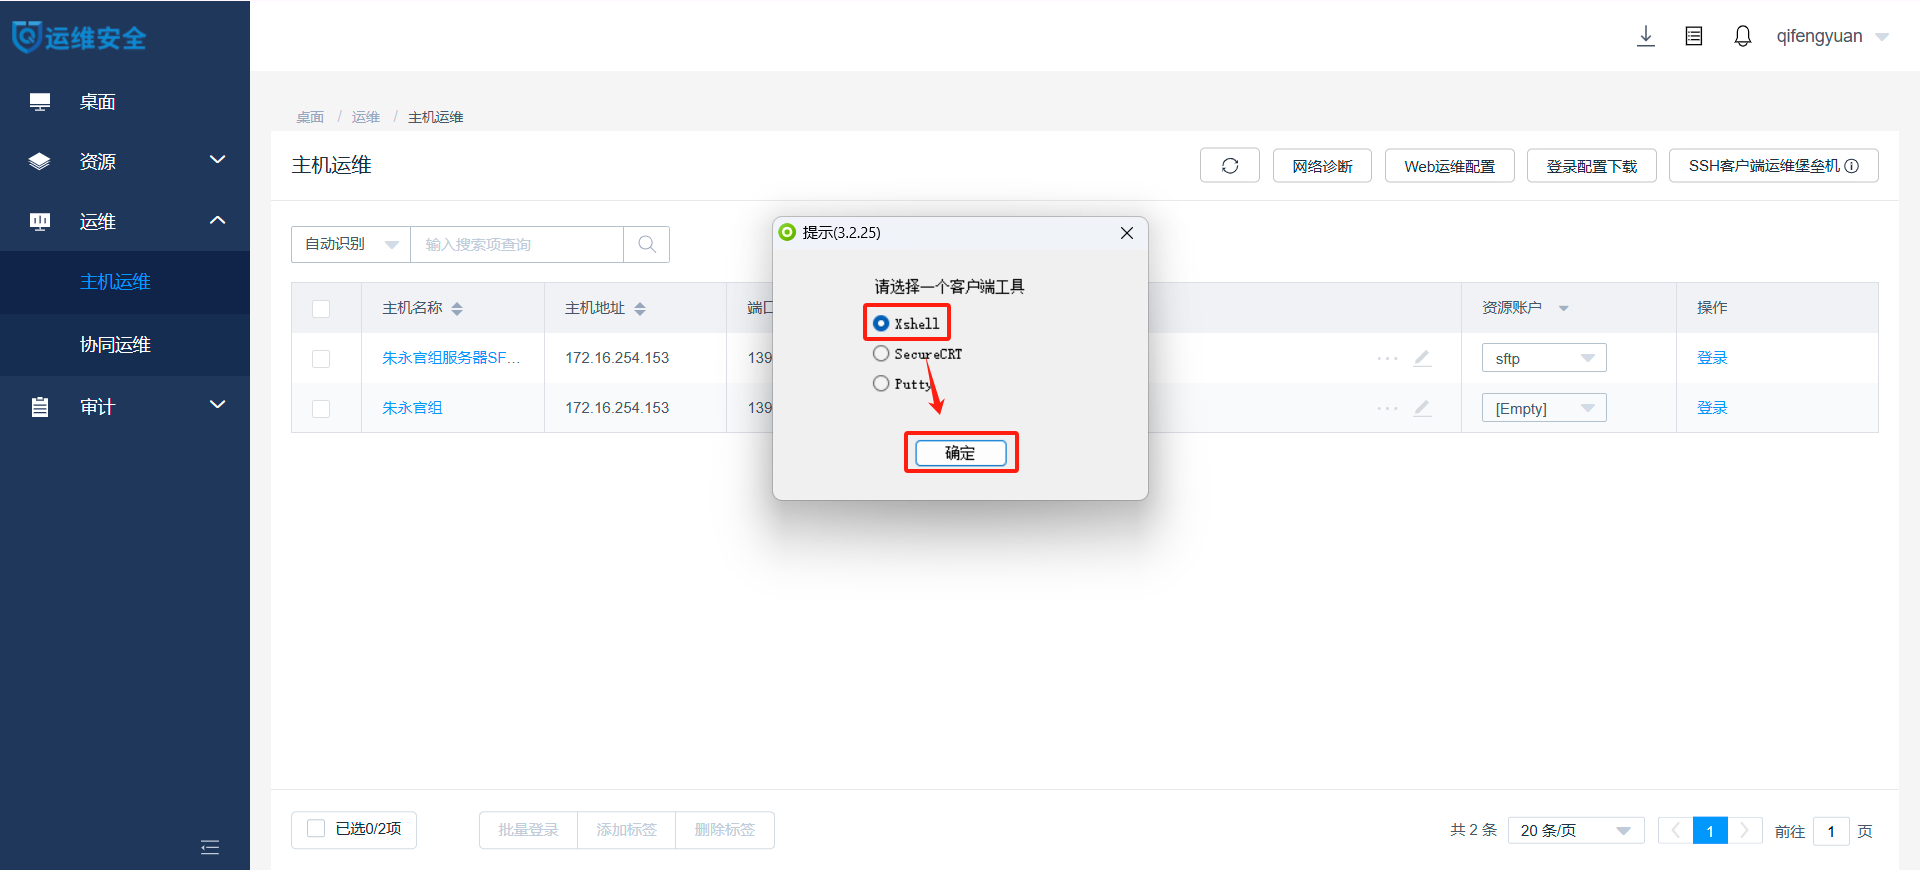 运维安全
桌面
资源
运维
主机运维
协同运维
审计
qifengyuan
桌面 / 运维 / 主机运维
主机运维
网络诊断
Web运维配置
登录配置下载
SSH客户端运维堡垒机
自动识别
输入搜索项查询
主机名称
主机地址
端口
资源账户
操作
朱永官组服务器SF...
172.16.254.153
139
sftp
登录
朱永官组
172.16.254.153
139
[Empty]
登录
提示(3.2.25)
请选择一个客户端工具
Xshell
SecureCRT
Putty
确定
已选0/2项
批量登录
添加标签
删除标签
共 2 条
20 条/页
1
前往
1
页